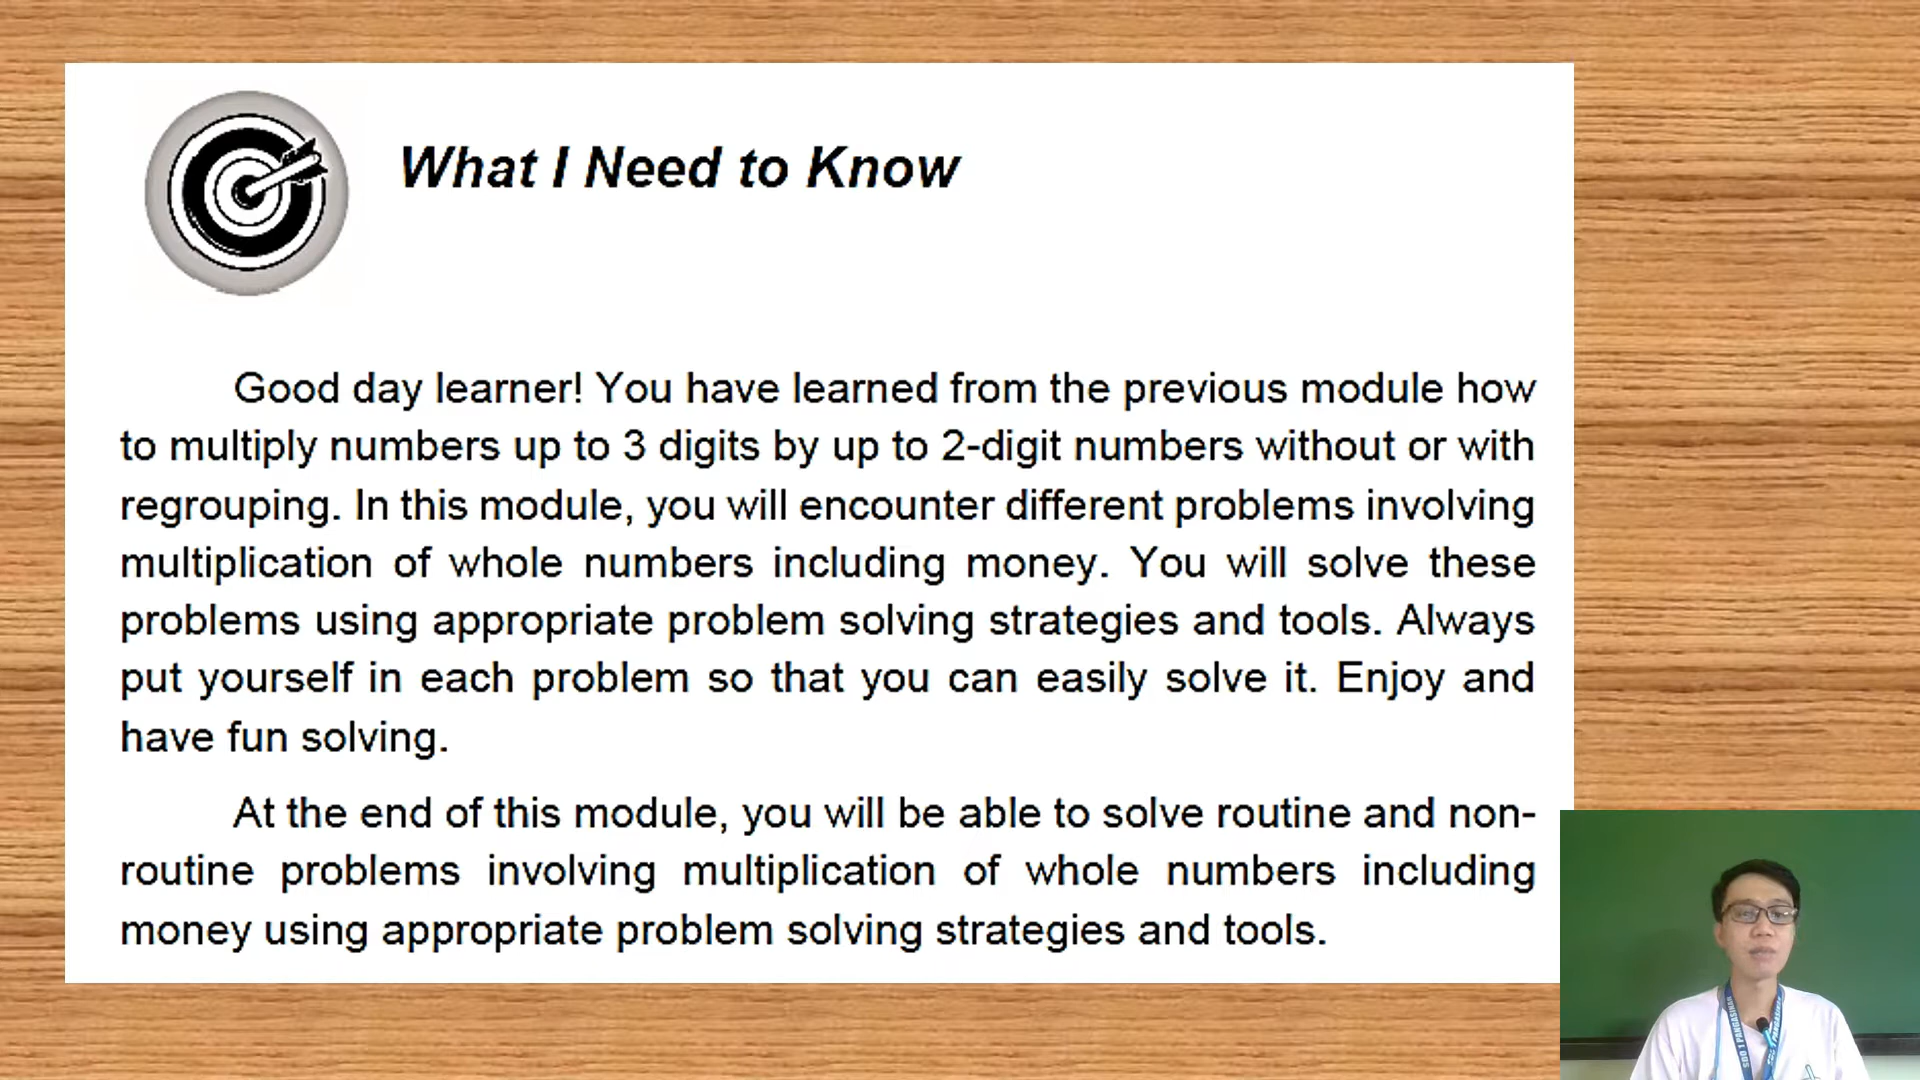 What I Need to Know
Good day learner! You have learned from the previous module how
to multiply numbers up to 3 digits by up to 2-digit numbers without or with
regrouping. In this module, you will encounter different problems involving
multiplication of whole numbers including money. You will solve these
problems using appropriate problem solving strategies and tools. Always
put yourself in each problem so that you can easily solve it. Enjoy and
have fun solving.
At the end of this module, you will be able to solve routine and non-
routine problems involving multiplication of whole numbers including
money using appropriate problem solving strategies and tools.
SDO 1 PANGASINAN